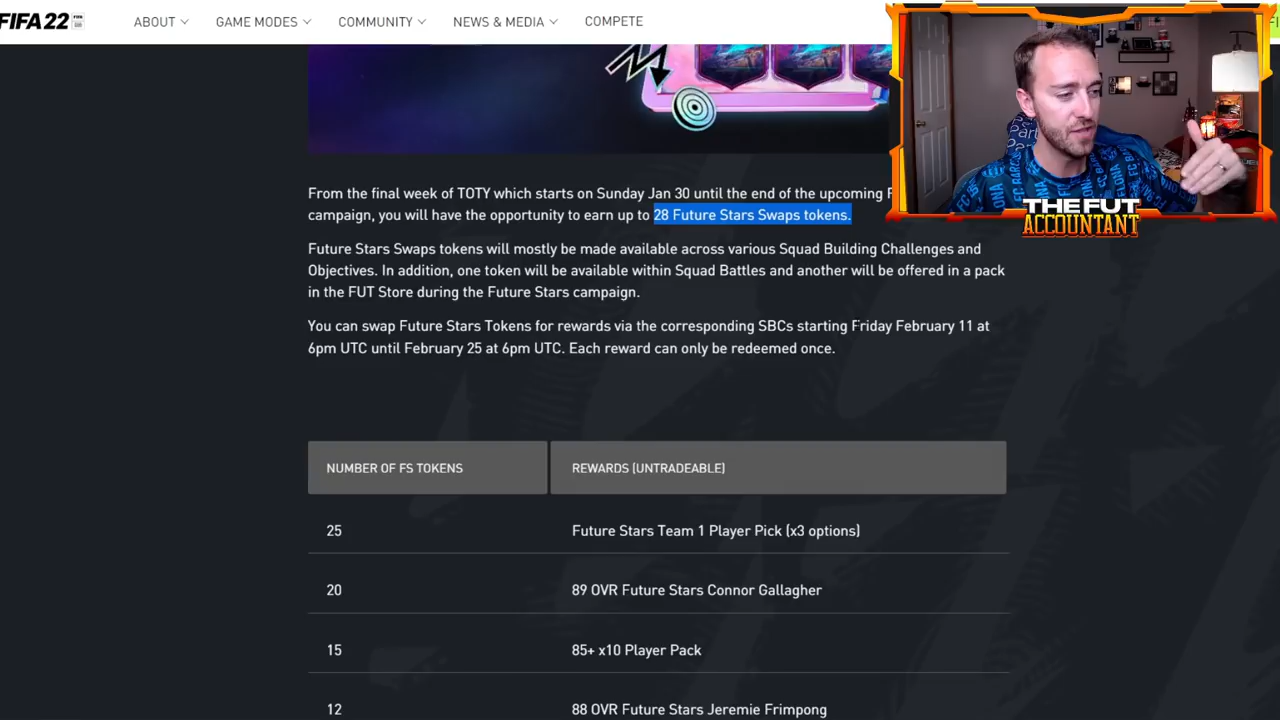 FIFA 22
ABOUT
GAME MODES
COMMUNITY
NEWS & MEDIA
COMPETE
From the final week of TOTY which starts on Sunday Jan 30 until the end of the upcoming
campaign, you will have the opportunity to earn up to 28 Future Stars Swaps tokens.
Future Stars Swaps tokens will mostly be made available across various Squad Building Challenges and
Objectives. In addition, one token will be available within Squad Battles and another will be offered in a pack
in the FUT Store during the Future Stars campaign.
You can swap Future Stars Tokens for rewards via the corresponding SBCs starting Friday February 11 at
6pm UTC until February 25 at 6pm UTC. Each reward can only be redeemed once.
NUMBER OF FS TOKENS
REWARDS (UNTRADEABLE)
25
Future Stars Team 1 Player Pick (x3 options)
20
89 OVR Future Stars Connor Gallagher
15
85+ x10 Player Pack
12
88 OVR Future Stars Jeremie Frimpong
THE FUT
ACCOUNTANT